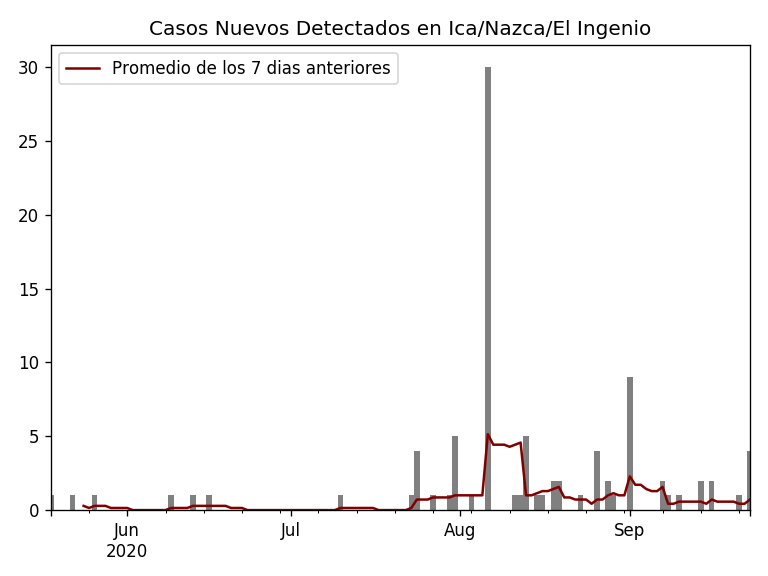 Casos Nuevos Detectados en Ica/Nazca/El Ingenio
Promedio de los 7 dias anteriores
30
25
20
15
10
5
0
Jun
2020
Jul
Aug
Sep